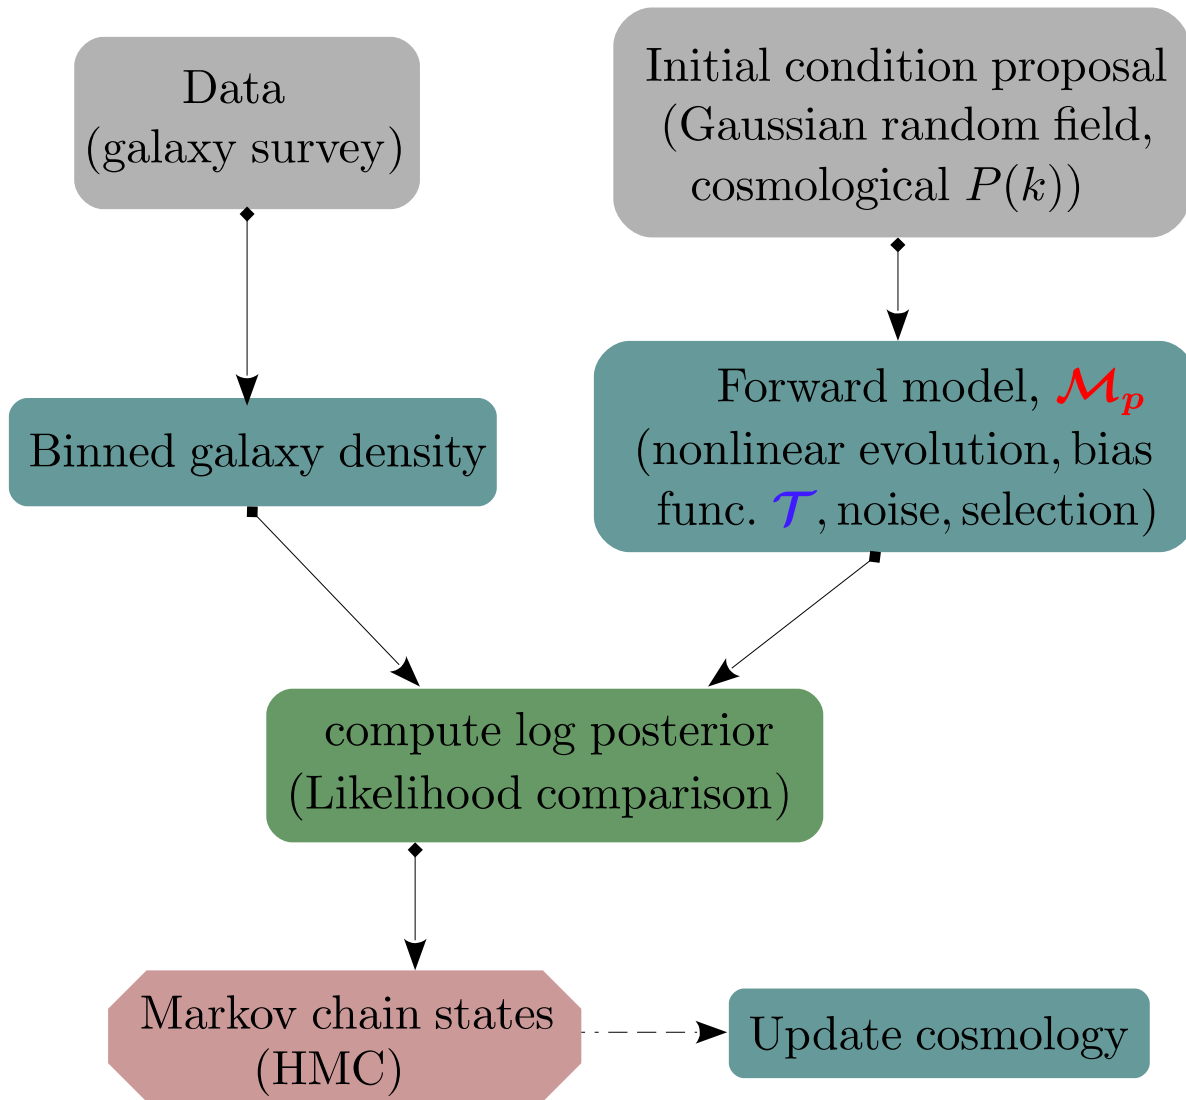 Data
(galaxy survey)
Initial condition proposal
(Gaussian random field,
cosmological P(k))
Binned galaxy density
Forward model, 𝓜ₚ
(nonlinear evolution, bias
func. 𝓣, noise, selection)
compute log posterior
(Likelihood comparison)
Markov chain states
(HMC)
Update cosmology